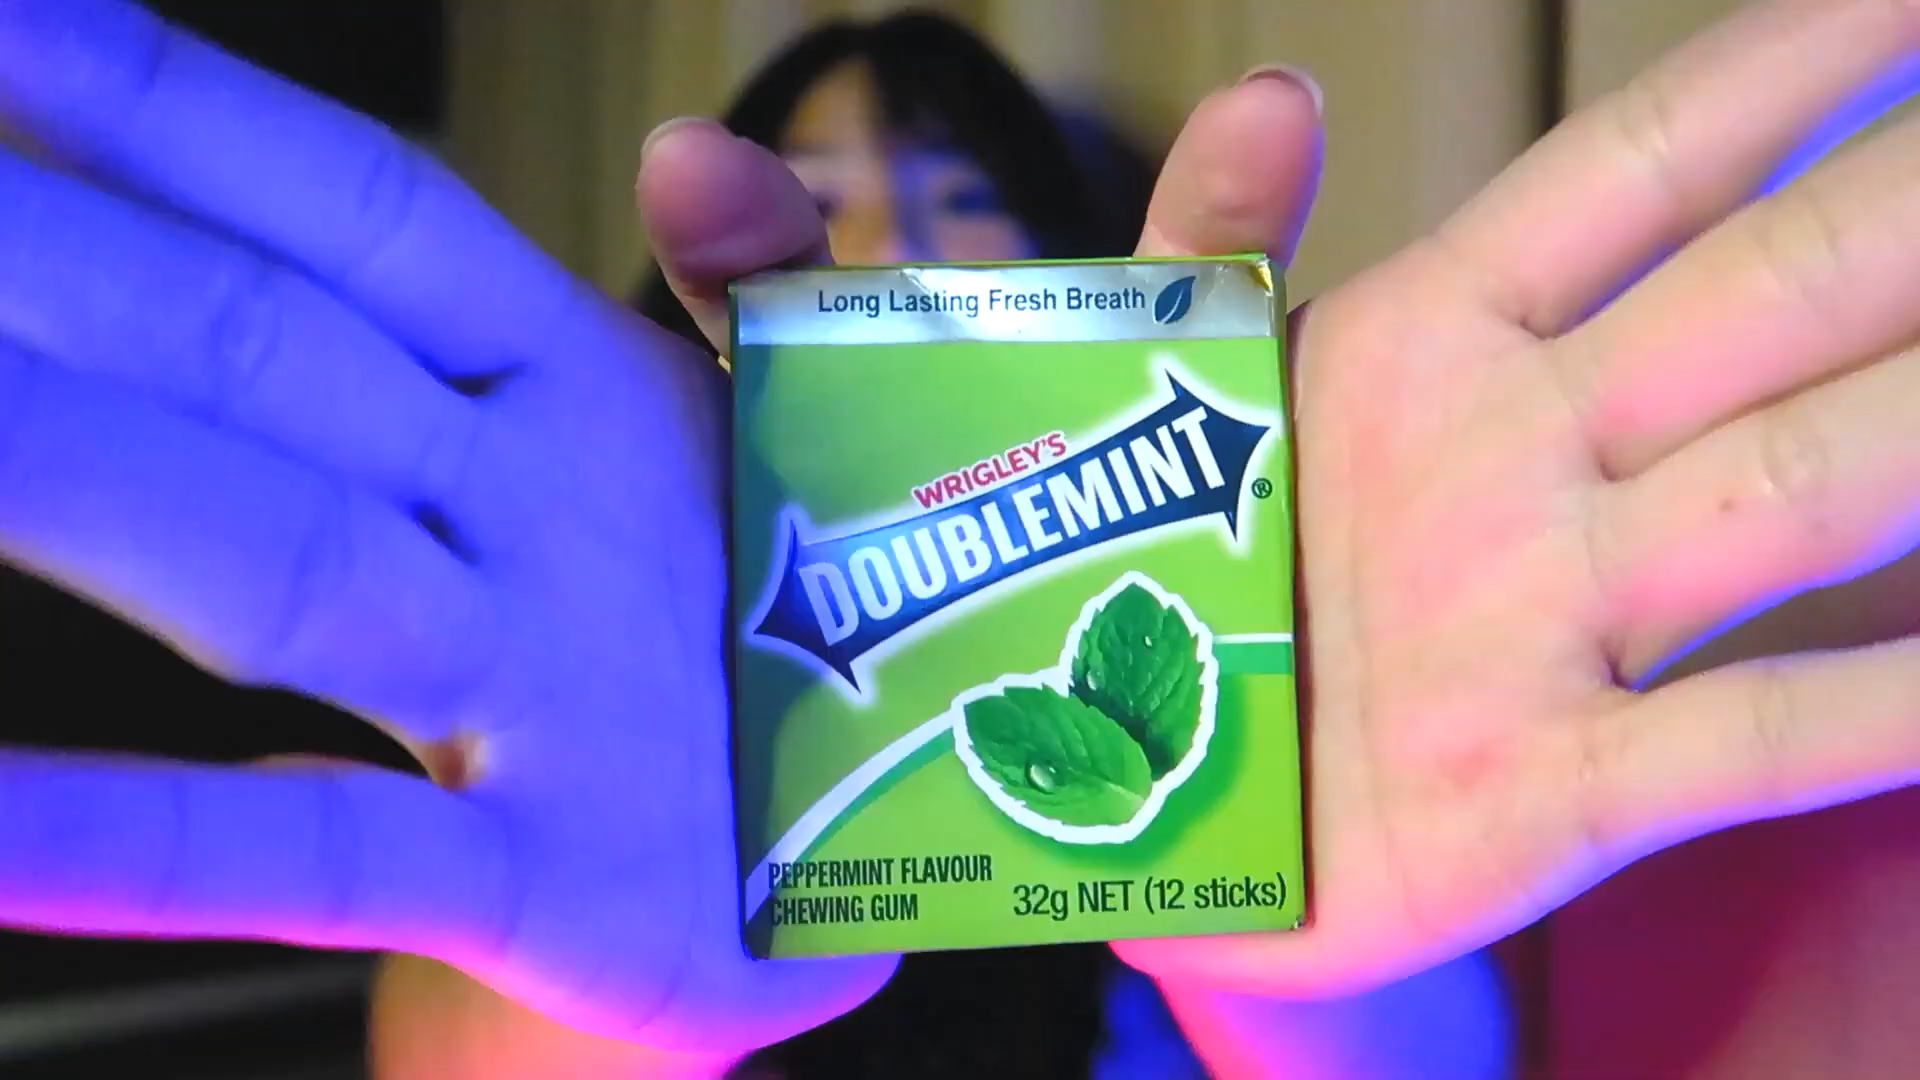 Long Lasting Fresh Breath
WRIGLEY'S
DOUBLEMINT®
PEPPERMINT FLAVOUR
CHEWING GUM
32g NET (12 sticks)